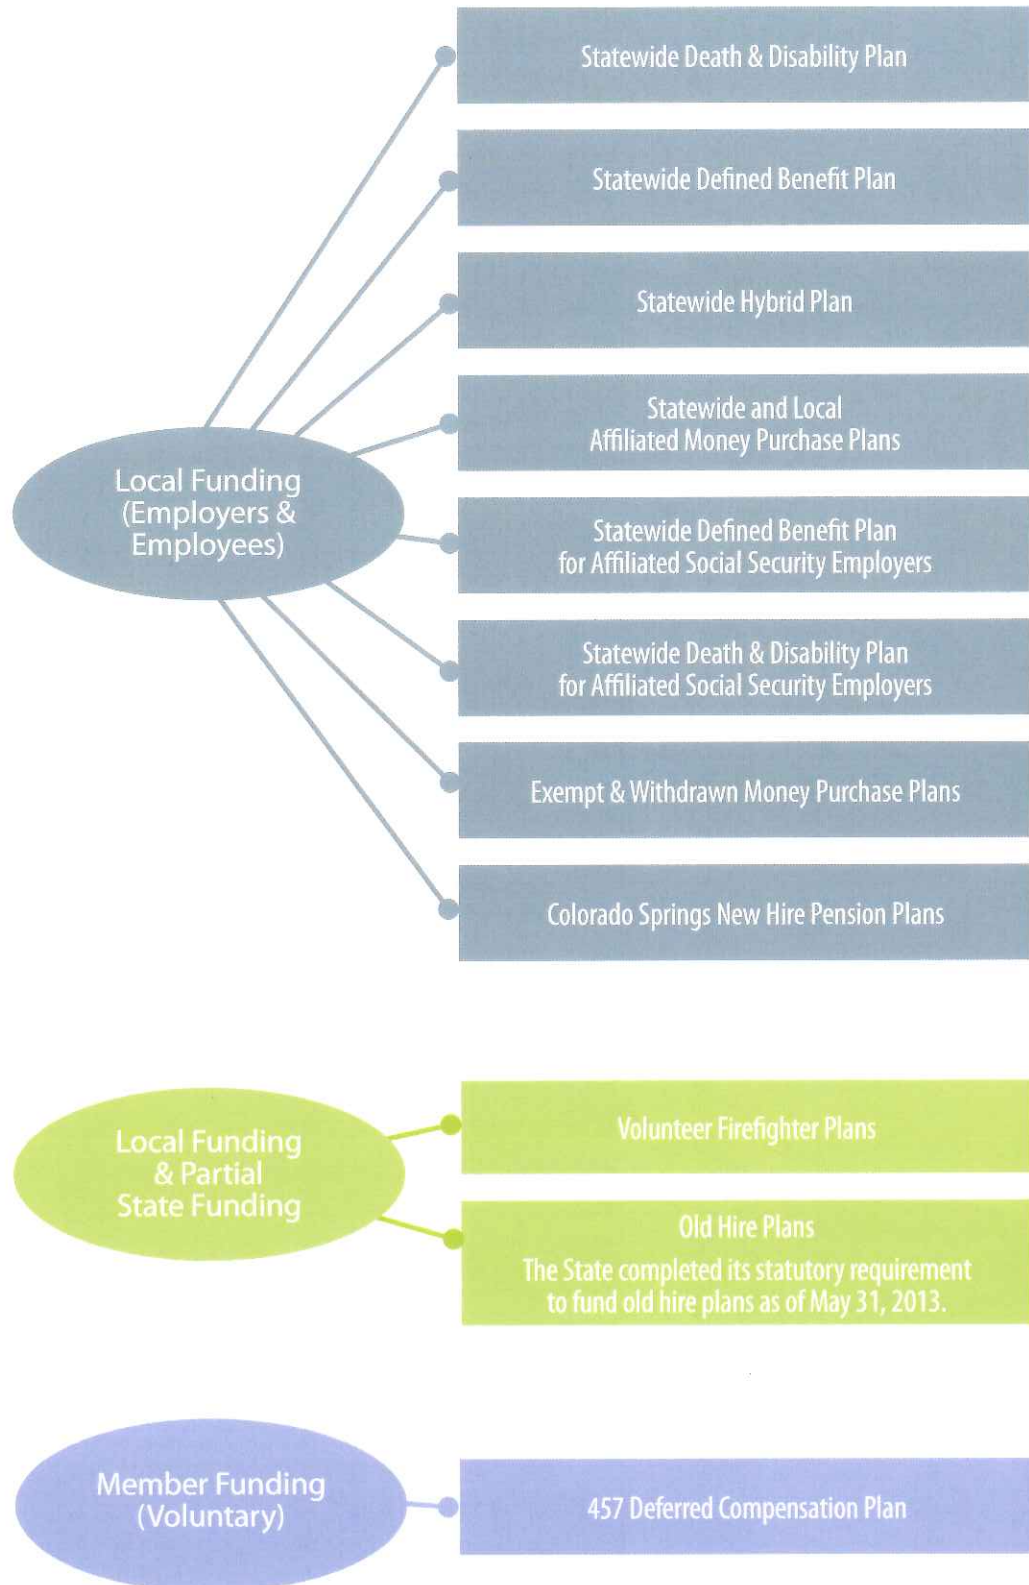 Statewide Death & Disability Plan
Statewide Defined Benefit Plan
Statewide Hybrid Plan
Statewide and Local
Affiliated Money Purchase Plans
Local Funding
(Employers &
Employees)
Statewide Defined Benefit Plan
for Affiliated Social Security Employers
Statewide Death & Disability Plan
for Affiliated Social Security Employers
Exempt & Withdrawn Money Purchase Plans
Colorado Springs New Hire Pension Plans
Local Funding
& Partial
State Funding
Volunteer Firefighter Plans
Old Hire Plans
The State completed its statutory requirement
to fund old hire plans as of May 31, 2013.
Member Funding
(Voluntary)
457 Deferred Compensation Plan